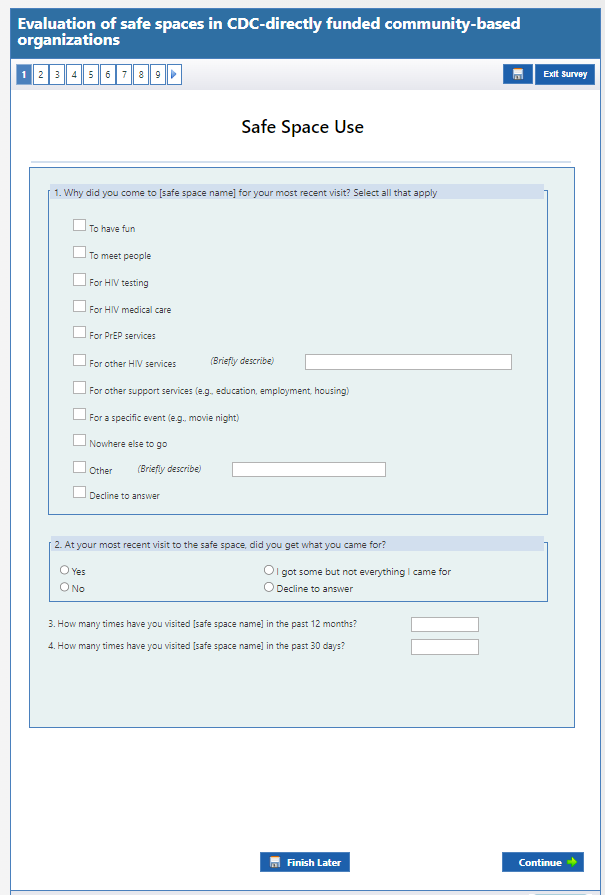 Evaluation of safe spaces in CDC-directly funded community-based
organizations
1 2 3 4 5 6 7 8 9
Exit Survey
Safe Space Use
1. Why did you come to [safe space name] for your most recent visit? Select all that apply
To have fun
To meet people
For HIV testing
For HIV medical care
For PrEP services
For other HIV services (Briefly describe)
For other support services (e.g., education, employment, housing)
For a specific event (e.g., movie night)
Nowhere else to go
Other (Briefly describe)
Decline to answer
2. At your most recent visit to the safe space, did you get what you came for?
Yes I got some but not everything I came for
No Decline to answer
3. How many times have you visited [safe space name] in the past 12 months?
4. How many times have you visited [safe space name] in the past 30 days?
Finish Later Continue